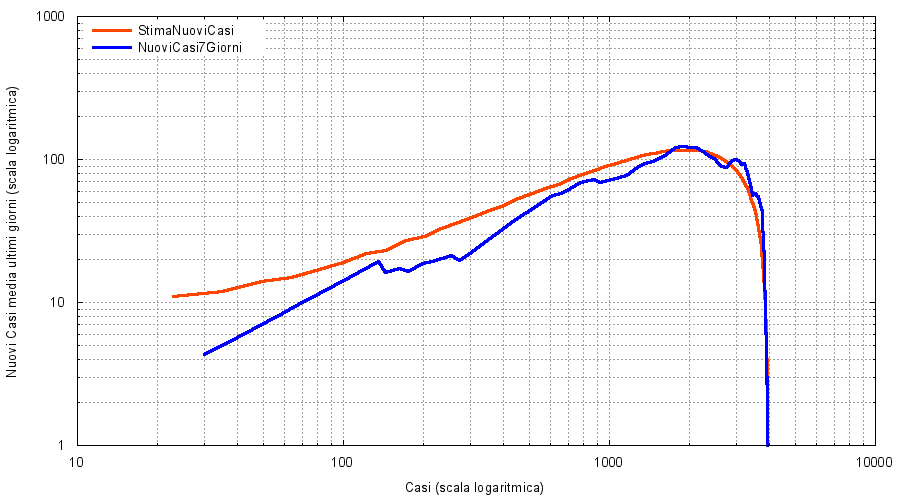 1000
StimaNuoviCasi
NuoviCasi7Giorni
100
10
1
10
100
1000
10000
Nuovi Casi media ultimi giorni (scala logaritmica)
Casi (scala logaritmica)